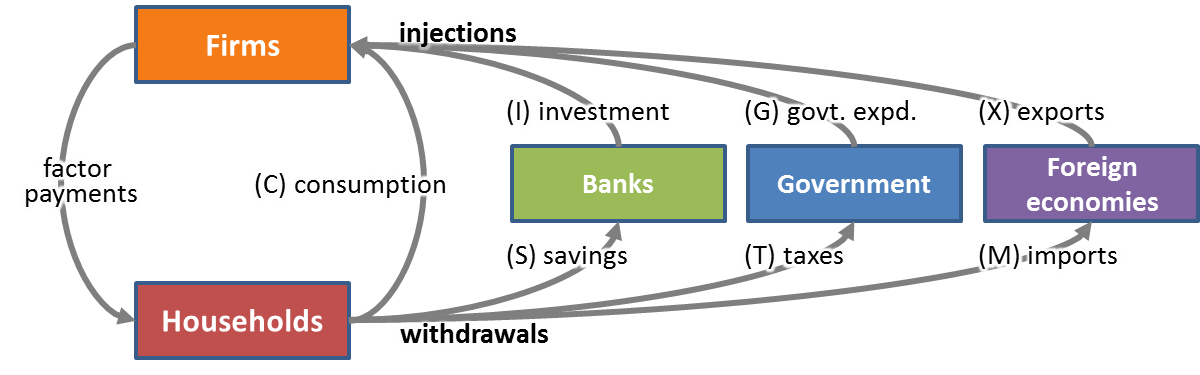 Firms
injections
(I) investment
(G) govt. expd.
(X) exports
factor
payments
(C) consumption
Banks
Government
Foreign
economies
(S) savings
(T) taxes
(M) imports
Households
withdrawals